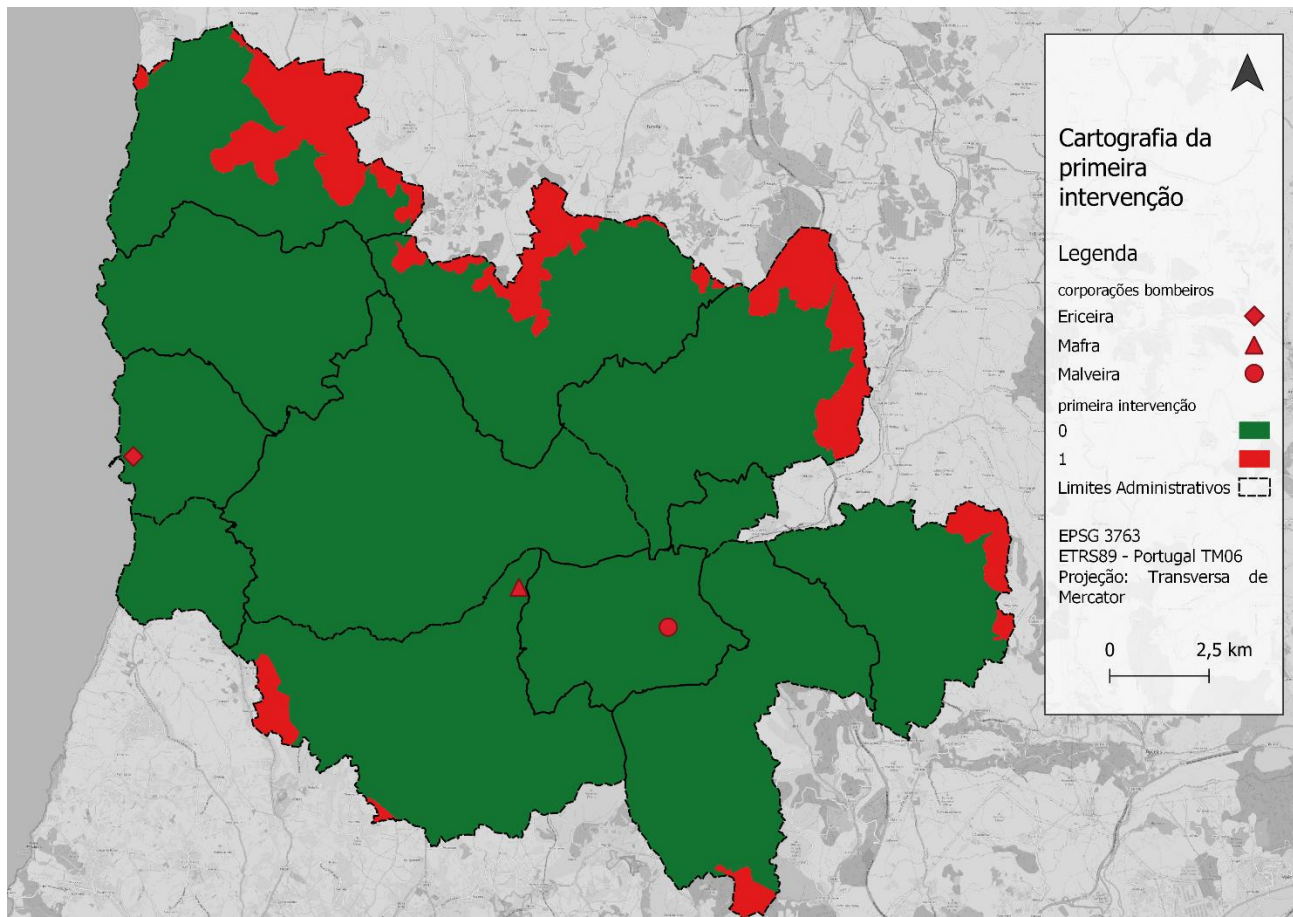 Cartografia da
primeira
intervenção
Legenda
corporações bombeiros
Ericeira
Mafra
Malveira
primeira intervenção
0
1
Limites Administrativos
EPSG 3763
ETRS89 - Portugal TM06
Projeção: Transversa de
Mercator
0 2,5 km